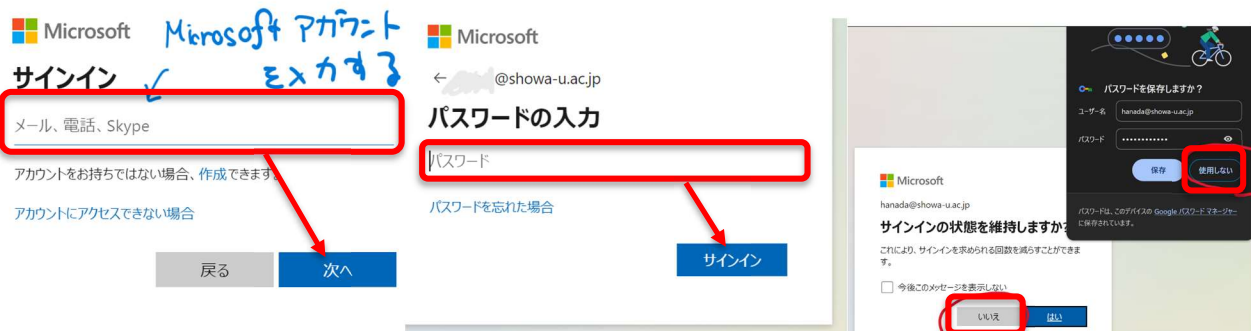 Microsoft
Microsoft アカウント
を入力する
サインイン
メール、電話、Skype
アカウントをお持ちではない場合、作成できます。
アカウントにアクセスできない場合
戻る
次へ
Microsoft
← @showa-u.ac.jp
パスワードの入力
パスワード
パスワードを忘れた場合
サインイン
パスワードを保存しますか？
ユーザー名 hanada@showa-u.ac.jp
パスワード ••••••••••••
保存 使用しない
パスワードは、このデバイスの Google パスワード マネージャー
に保存されています。
Microsoft
hanada@showa-u.ac.jp
サインインの状態を維持しますか?
これにより、サインインを求められる回数を減らすことができま
す。
今後このメッセージを表示しない
いいえ はい